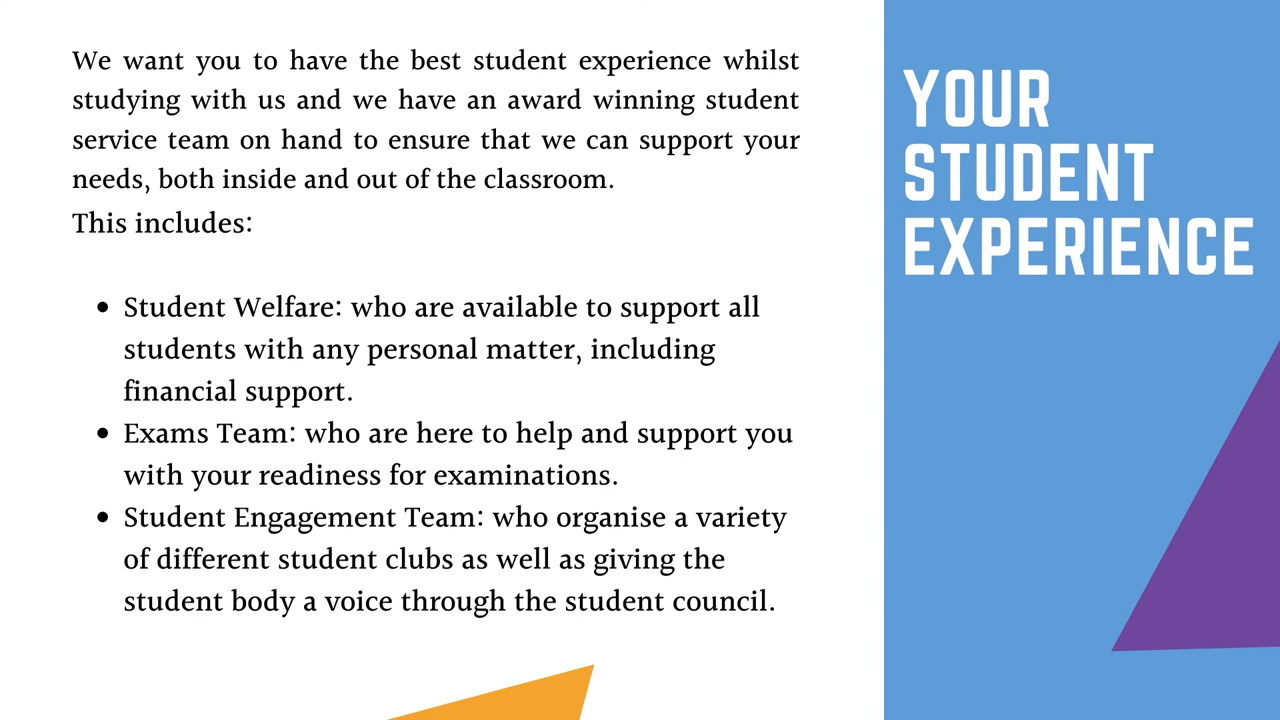 We want you to have the best student experience whilst
studying with us and we have an award winning student
service team on hand to ensure that we can support your
needs, both inside and out of the classroom.
This includes:
• Student Welfare: who are available to support all
students with any personal matter, including
financial support.
• Exams Team: who are here to help and support you
with your readiness for examinations.
• Student Engagement Team: who organise a variety
of different student clubs as well as giving the
student body a voice through the student council.
YOUR
STUDENT
EXPERIENCE